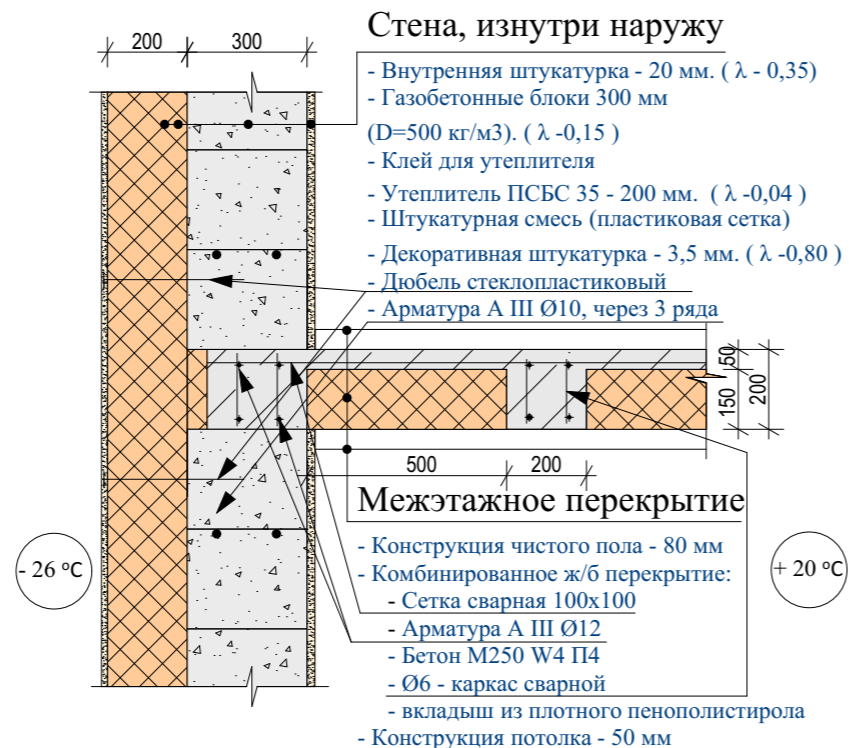 Стена, изнутри наружу
200
300
- Внутренняя штукатурка - 20 мм. ( λ - 0,35)
- Газобетонные блоки 300 мм
(D=500 кг/м3). ( λ -0,15 )
- Клей для утеплителя
- Утеплитель ПСБС 35 - 200 мм. ( λ -0,04 )
- Штукатурная смесь (пластиковая сетка)
- Декоративная штукатурка - 3,5 мм. ( λ -0,80 )
- Дюбель стеклопластиковый
- Арматура А III Ø10, через 3 ряда
50
150
200
500
200
Межэтажное перекрытие
- 26 °C
+ 20 °C
- Конструкция чистого пола - 80 мм
- Комбинированное ж/б перекрытие:
- Сетка сварная 100х100
- Арматура А III Ø12
- Бетон М250 W4 П4
- Ø6 - каркас сварной
- вкладыш из плотного пенополистирола
- Конструкция потолка - 50 мм